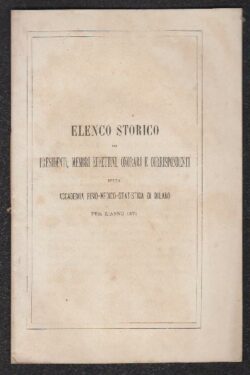 ELENCO STORICO
DEI
PRESIDENTI, MEMBRI EFFETTIVI, ONORARI E CORRISPONDENTI
DELLA
ACCADEMIA FISIO-MEDICO-STATISTICA DI MILANO
PER L'ANNO